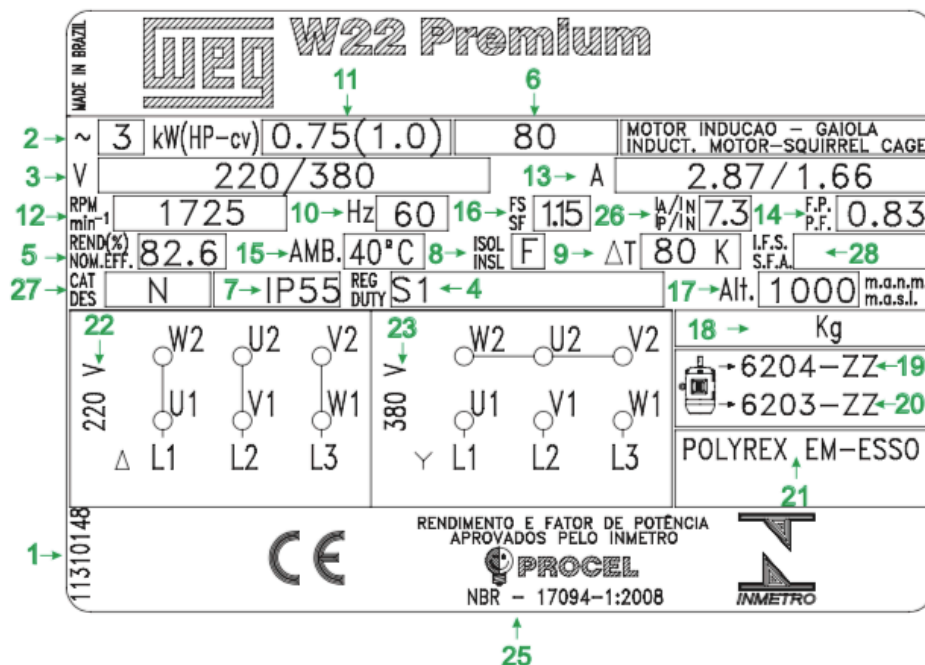 MADE IN BRAZIL
WEG W22 Premium
11 6
2 ~ 3 kW(HP-cv) 0.75(1.0) 80 MOTOR INDUCAO - GAIOLA
INDUCT. MOTOR-SQUIRREL CAGE
3 V 220/380 13 A 2.87/1.66
12 RPM min⁻¹ 1725 10 Hz 60 16 FS SF 1.15 26 IA/IN IP/IN 7.3 14 F.P. P.F. 0.83
5 REND(%) NOM.EFF. 82.6 15 AMB. 40°C 8 ISOL INSL F 9 ΔT 80 K I.F.S. S.F.A. 28
27 CAT DES N 7 IP55 REG DUTY S1 4 17 Alt. 1000 m.a.n.m m.a.s.l.
22 220 V
W2 U2 V2
U1 V1 W1
Δ L1 L2 L3
23 380 V
W2 U2 V2
U1 V1 W1
Y L1 L2 L3
18 Kg
6204-ZZ 19
6203-ZZ 20
POLYREX EM-ESSO
21
1 11310148
CE
RENDIMENTO E FATOR DE POTÊNCIA
APROVADOS PELO INMETRO
PROCEL
NBR - 17094-1:2008
INMETRO
25